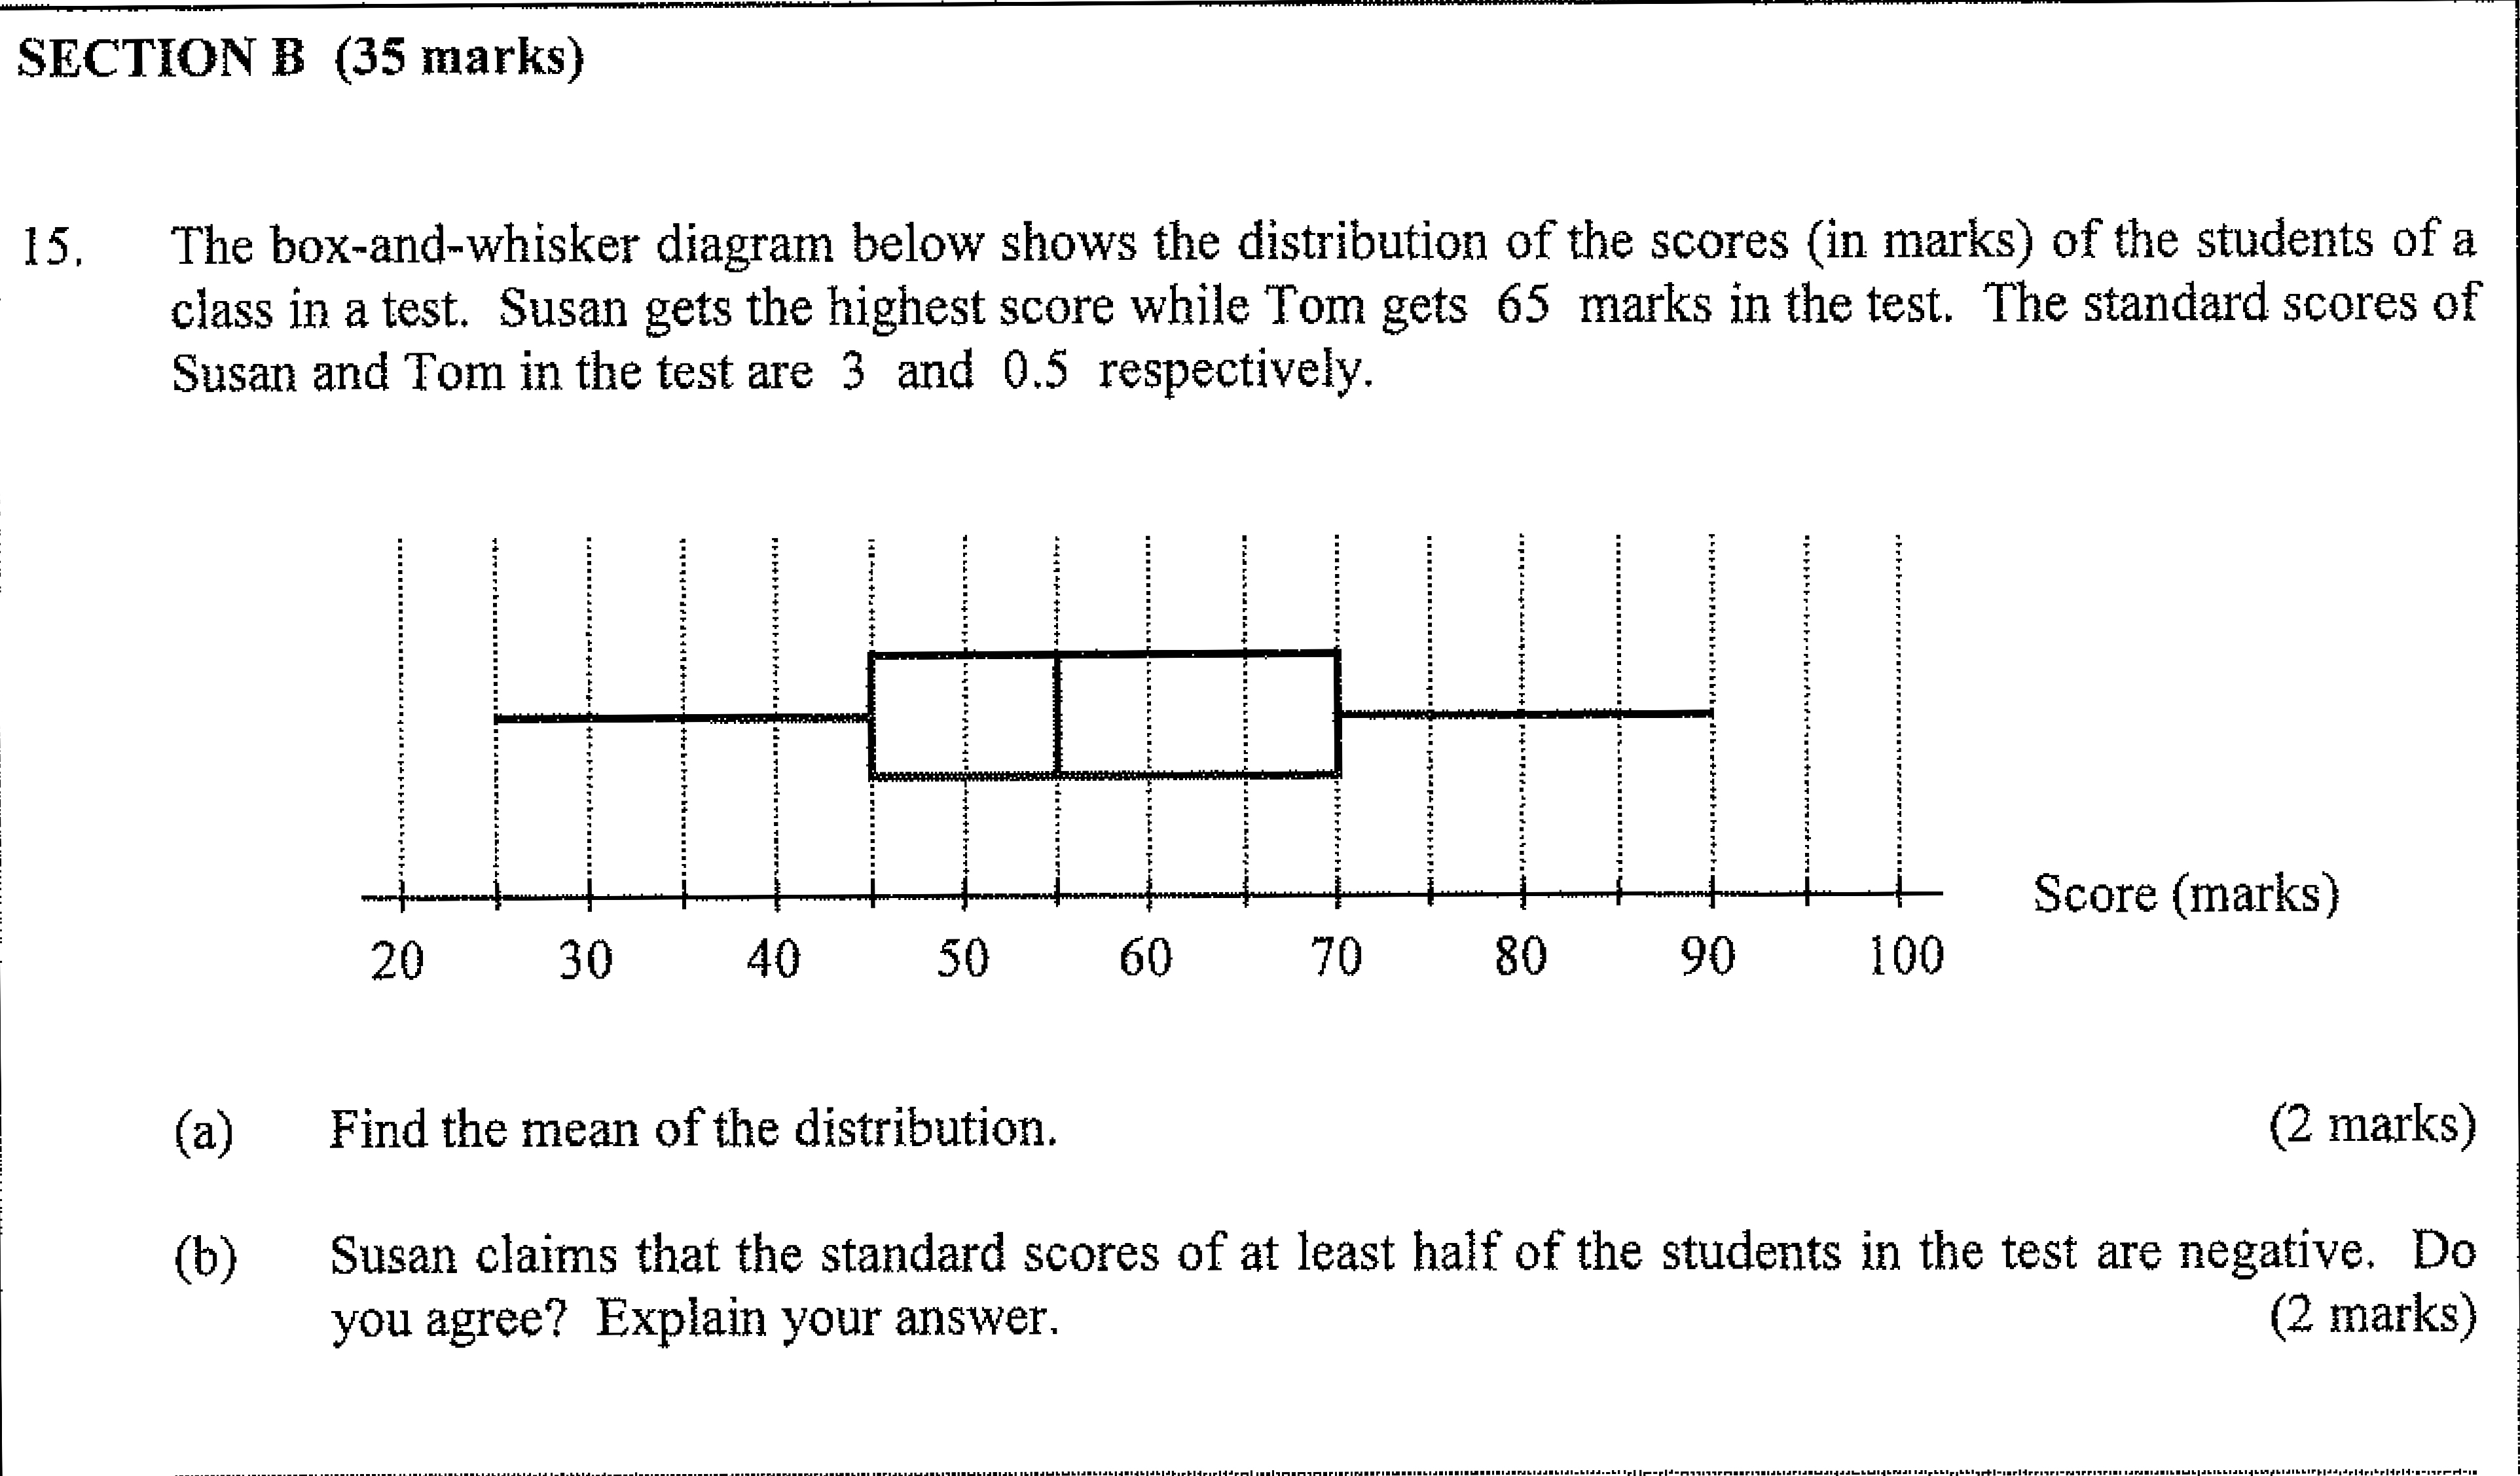 SECTION B (35 marks)
15. The box-and-whisker diagram below shows the distribution of the scores (in marks) of the students of a
class in a test. Susan gets the highest score while Tom gets 65 marks in the test. The standard scores of
Susan and Tom in the test are 3 and 0.5 respectively.
Score (marks)
20 30 40 50 60 70 80 90 100
(a) Find the mean of the distribution. (2 marks)
(b) Susan claims that the standard scores of at least half of the students in the test are negative. Do
you agree? Explain your answer. (2 marks)